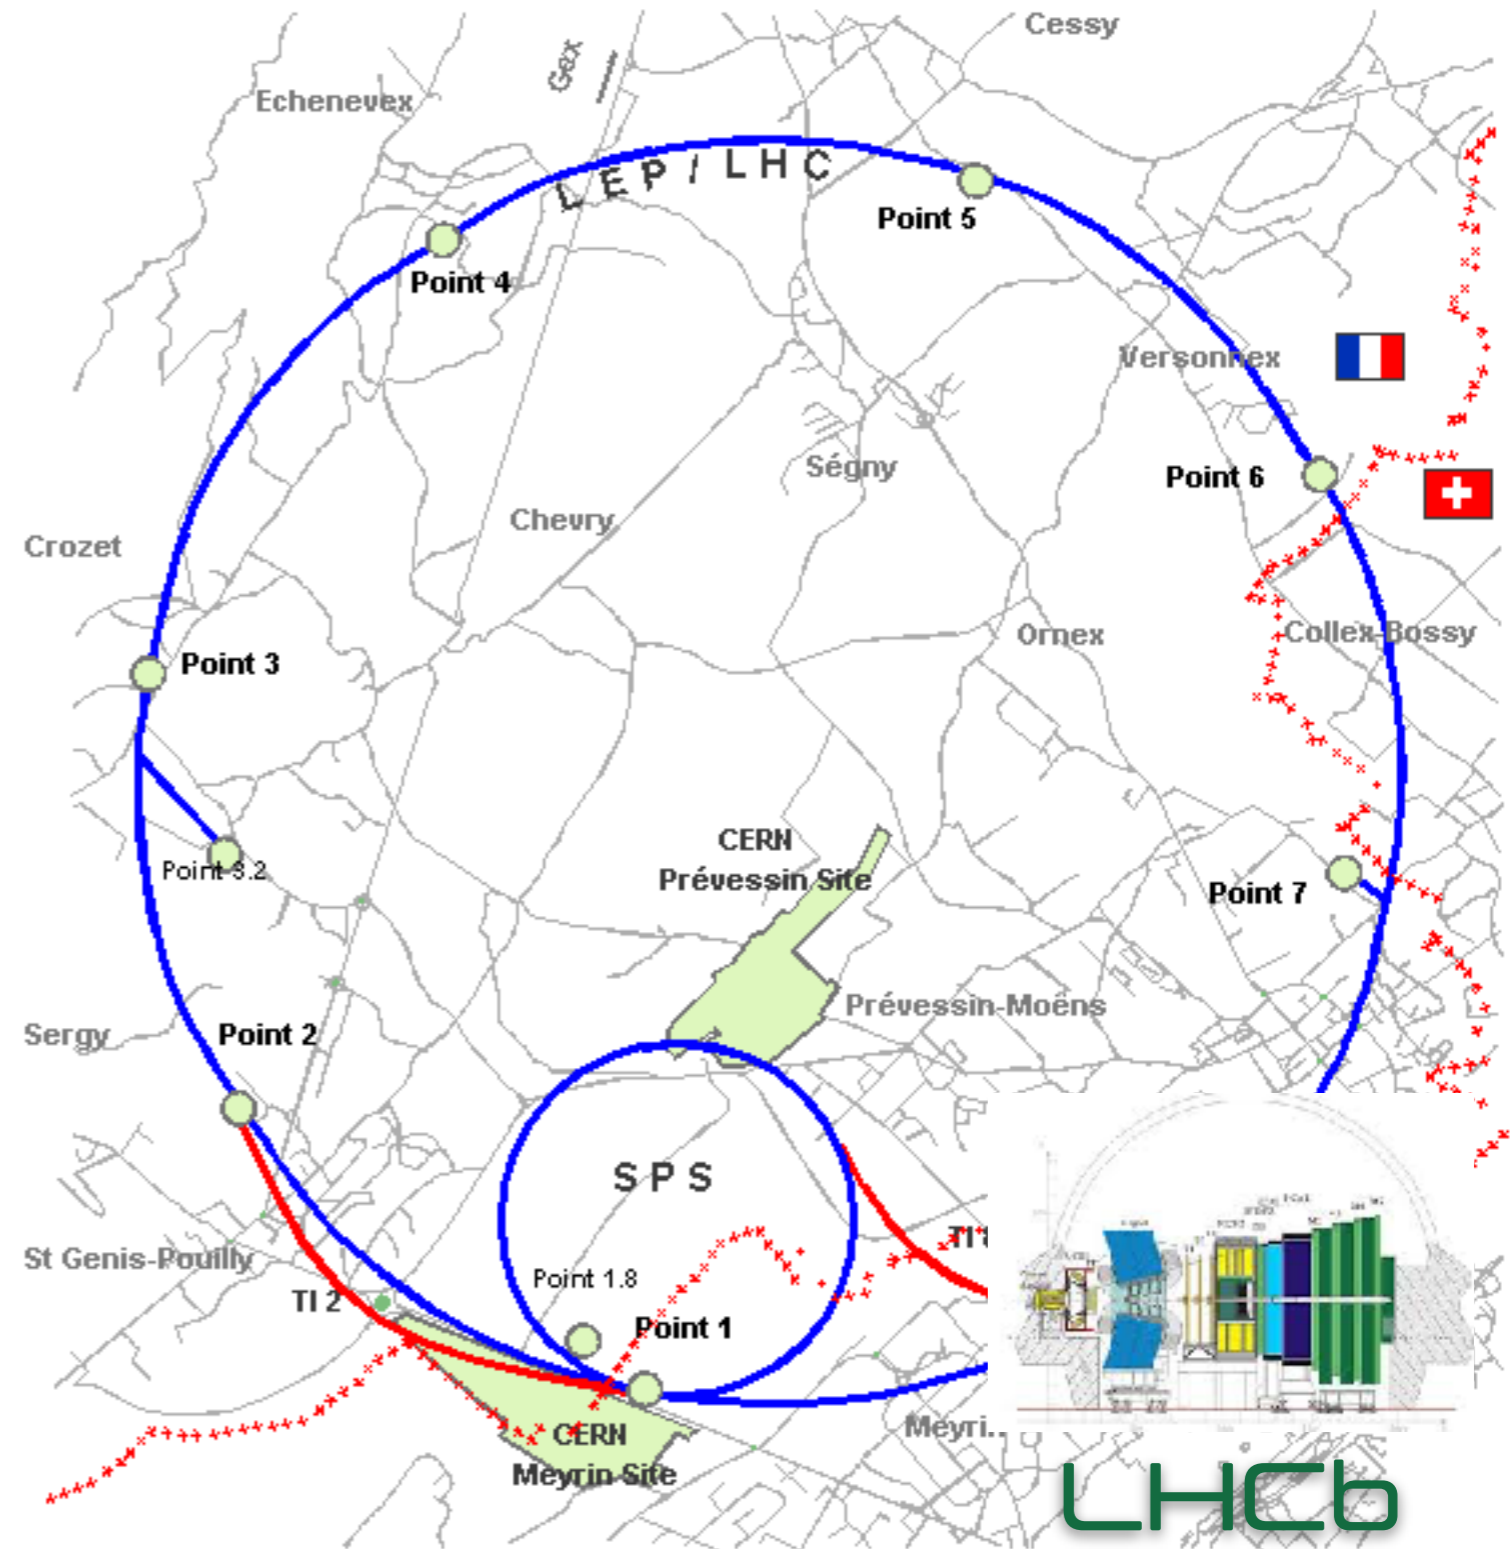 Cessy
Gex
Echenevex
LEP / LHC
Point 5
Point 4
Versonnex
Ségny
Point 6
Chevry
Crozet
Ornex
Collex-Bossy
Point 3
CERN
Prévessin Site
Point 3.2
Point 7
Prévessin-Moëns
Sergy
Point 2
SPS
St Genis-Pouilly
Point 1.8
TI 2
Point 1
CERN
Meyrin Site
LHCb